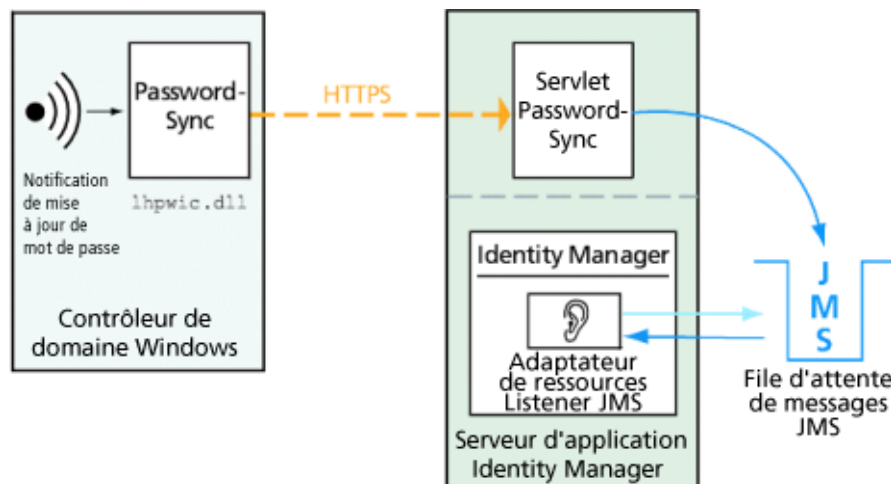 Password-
Sync
lhpwic.dll
Notification
de mise
à jour de
mot de passe
Contrôleur de
domaine Windows
HTTPS
Servlet
Password-
Sync
Identity Manager
Adaptateur
de ressources
Listener JMS
Serveur d'application
Identity Manager
J
M
S
File d'attente
de messages
JMS